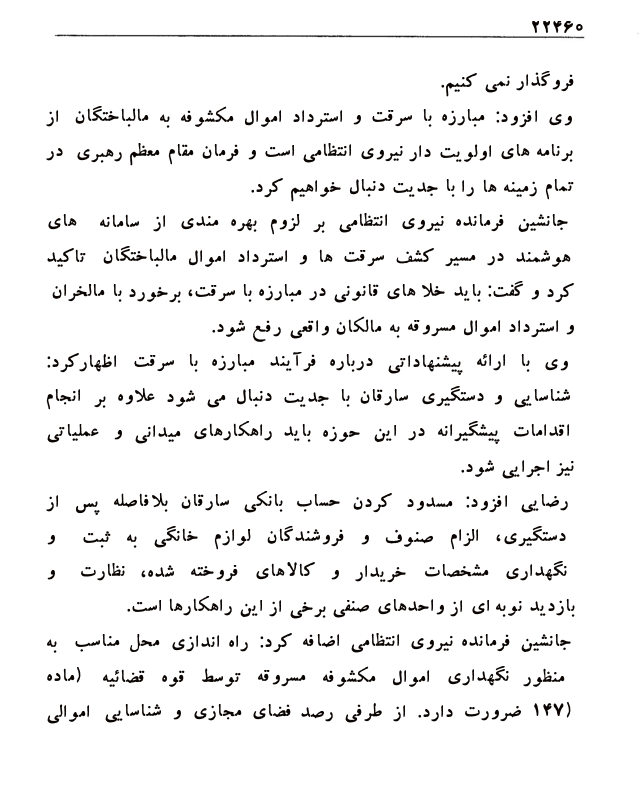 ۲۲۴۶۰
فروگذار نمی کنیم.
وی افزود: مبارزه با سرقت و استرداد اموال مکشوفه به مالباختگان از
برنامه های اولویت دار نیروی انتظامی است و فرمان مقام معظم رهبری در
تمام زمینه ها را با جدیت دنبال خواهیم کرد.
جانشین فرمانده نیروی انتظامی بر لزوم بهره مندی از سامانه های
هوشمند در مسیر کشف سرقت ها و استرداد اموال مالباختگان تاکید
کرد و گفت: باید خلا های قانونی در مبارزه با سرقت، برخورد با مالخران
و استرداد اموال مسروقه به مالکان واقعی رفع شود.
وی با ارائه پیشنهاداتی درباره فرآیند مبارزه با سرقت اظهارکرد:
شناسایی و دستگیری سارقان با جدیت دنبال می شود علاوه بر انجام
اقدامات پیشگیرانه در این حوزه باید راهکارهای میدانی و عملیاتی
نیز اجرایی شود.
رضایی افزود: مسدود کردن حساب بانکی سارقان بلافاصله پس از
دستگیری، الزام صنوف و فروشندگان لوازم خانگی به ثبت و
نگهداری مشخصات خریدار و کالاهای فروخته شده، نظارت و
بازدید نوبه ای از واحدهای صنفی برخی از این راهکارها است.
جانشین فرمانده نیروی انتظامی اضافه کرد: راه اندازی محل مناسب به
منظور نگهداری اموال مکشوفه مسروقه توسط قوه قضائیه (ماده
۱۴۷) ضرورت دارد. از طرفی رصد فضای مجازی و شناسایی اموالی